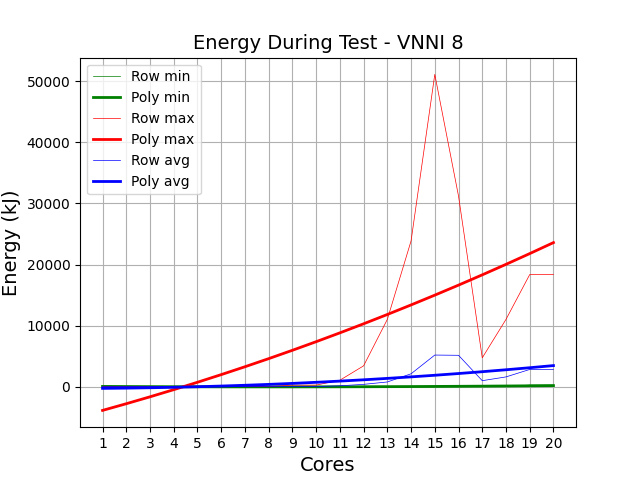 Energy During Test - VNNI 8
Row min
Poly min
Row max
Poly max
Row avg
Poly avg
Energy (kJ)
50000
40000
30000
20000
10000
0
1 2 3 4 5 6 7 8 9 10 11 12 13 14 15 16 17 18 19 20
Cores